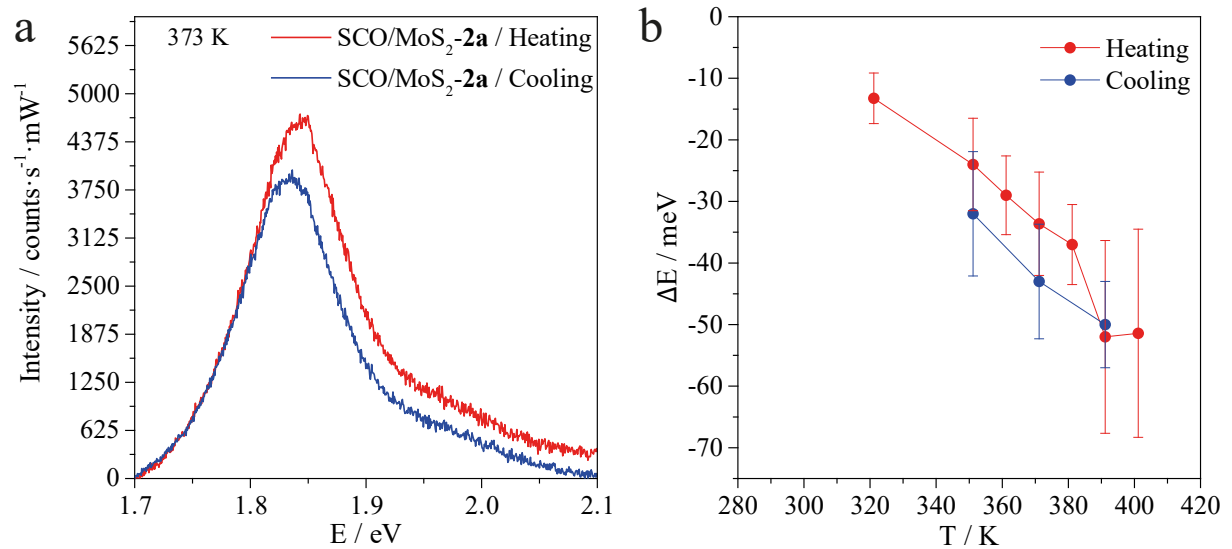 a
373 K
SCO/MoS₂-2a / Heating
SCO/MoS₂-2a / Cooling
Intensity / counts·s⁻¹·mW⁻¹
5625
5000
4375
3750
3125
2500
1875
1250
625
0
1.7 1.8 1.9 2.0 2.1
E / eV
b
Heating
Cooling
ΔE / meV
0
-10
-20
-30
-40
-50
-60
-70
280 300 320 340 360 380 400 420
T / K